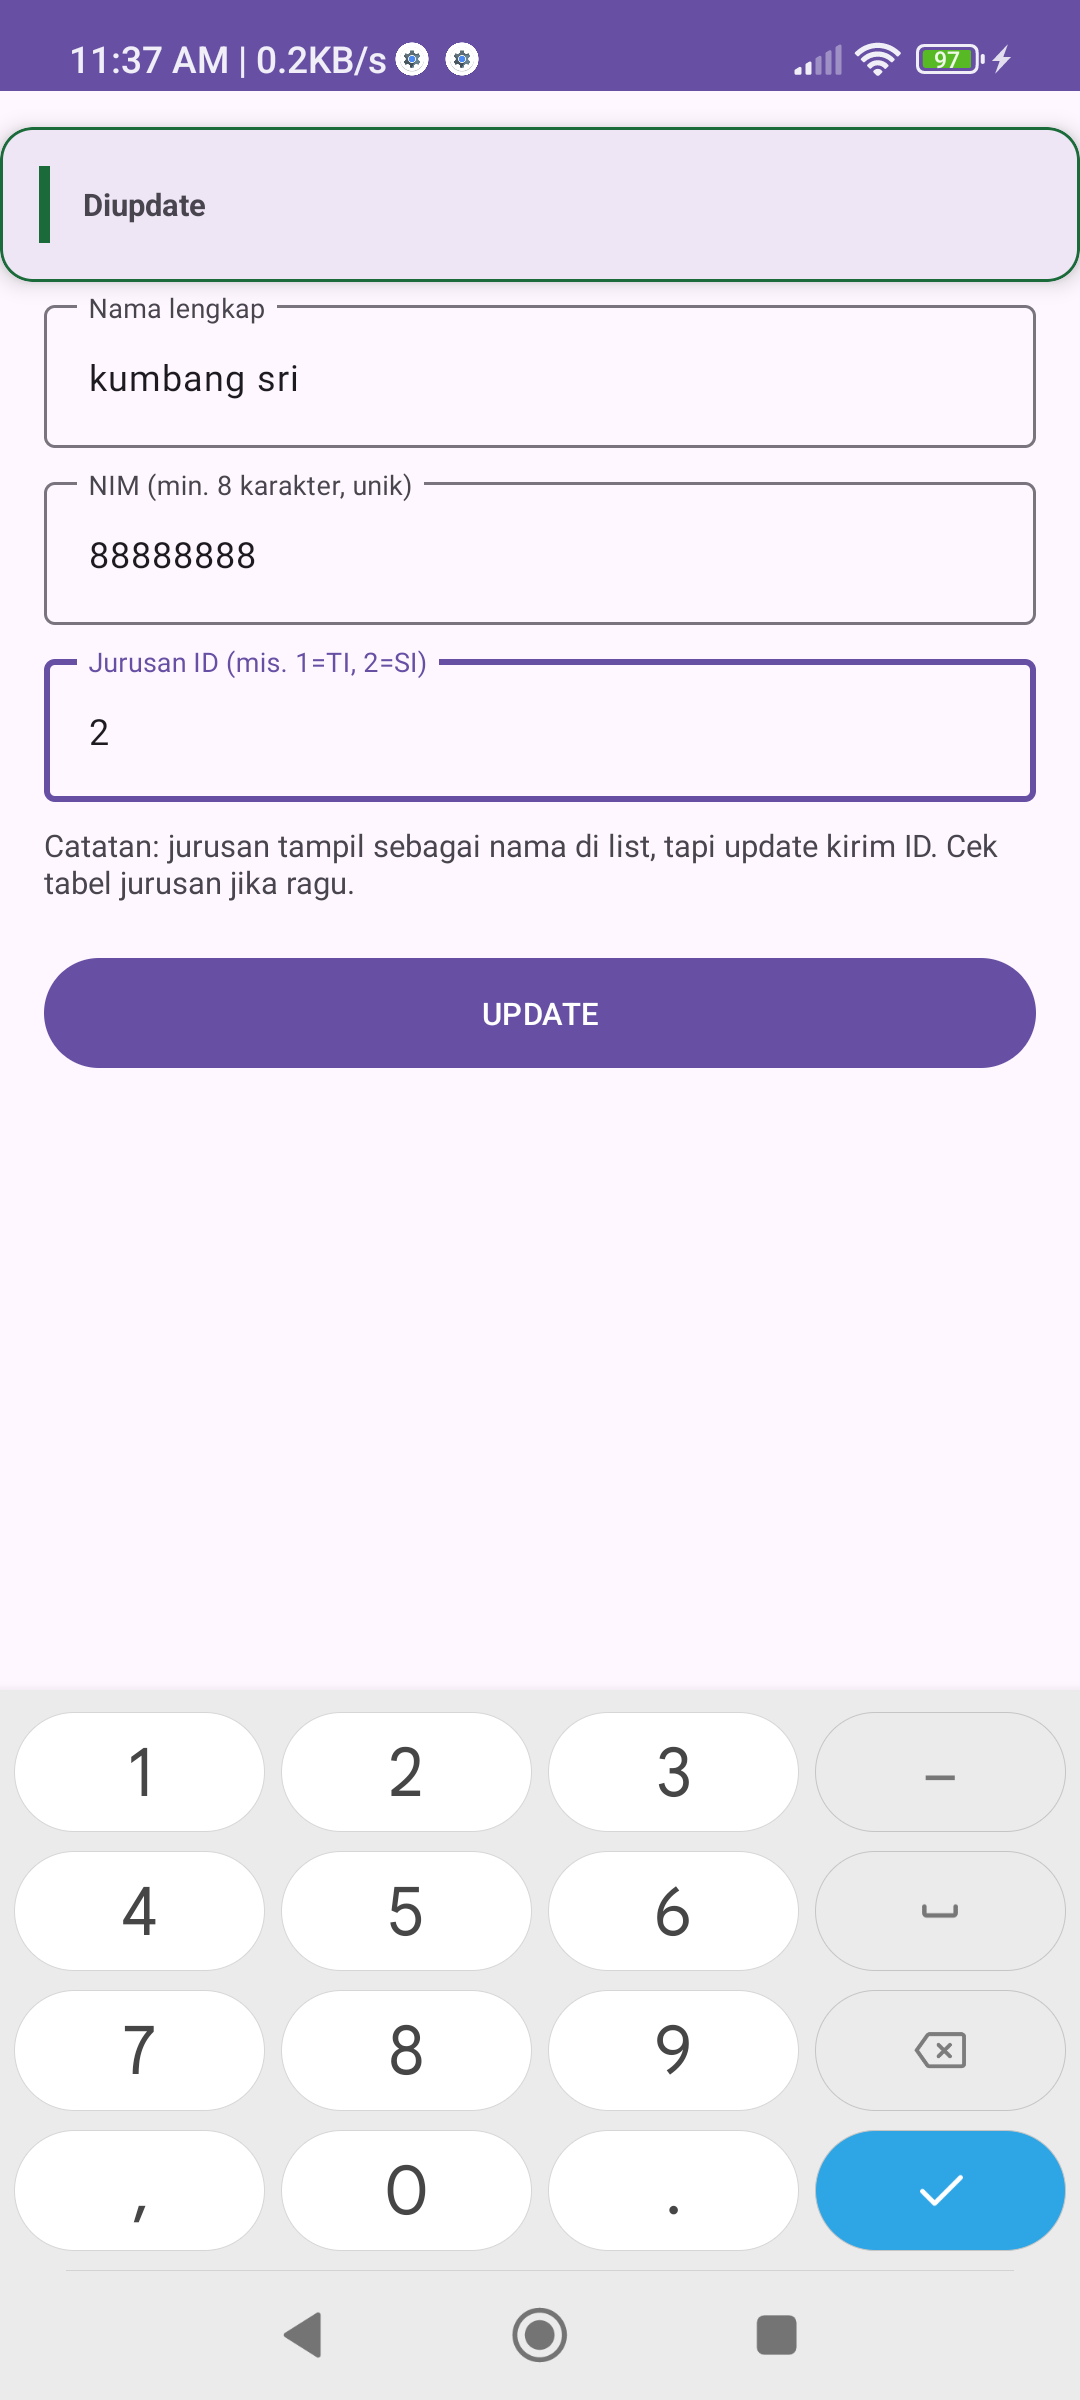 11:37 AM | 0.2KB/s
97
Diupdate
Nama lengkap
kumbang sri
NIM (min. 8 karakter, unik)
88888888
Jurusan ID (mis. 1=TI, 2=SI)
2
Catatan: jurusan tampil sebagai nama di list, tapi update kirim ID. Cek
tabel jurusan jika ragu.
UPDATE
1 2 3 –
4 5 6
7 8 9
, 0 .